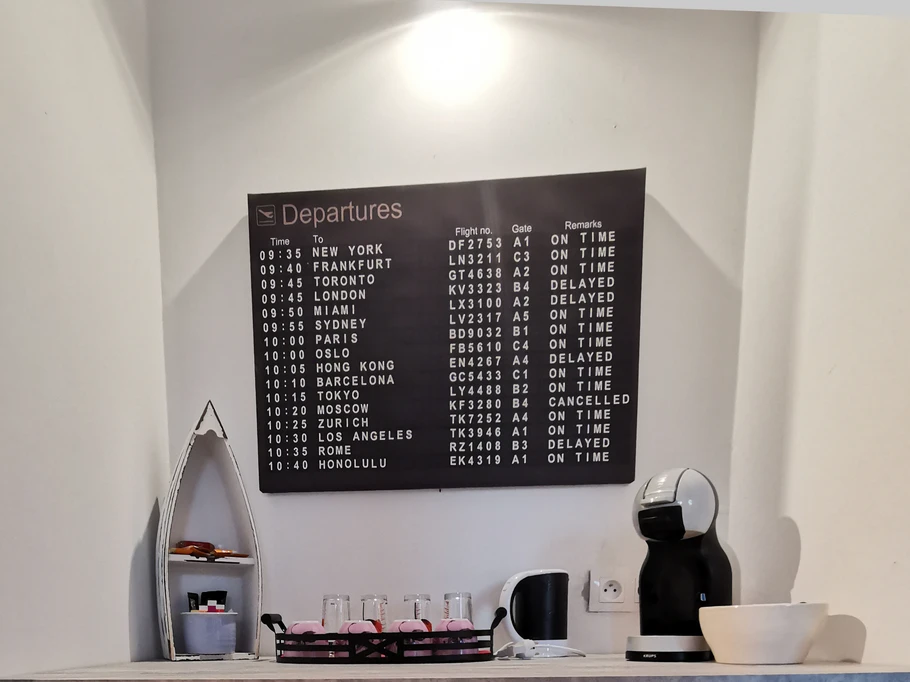 Departures
Time To Flight no. Gate Remarks
09:35 NEW YORK DF2753 A1 ON TIME
09:40 FRANKFURT LN3211 C3 ON TIME
09:45 TORONTO GT4638 A2 ON TIME
09:45 LONDON KV3323 B4 DELAYED
09:50 MIAMI LX3100 A2 DELAYED
09:55 SYDNEY LV2317 A5 ON TIME
10:00 PARIS BD9032 B1 ON TIME
10:00 OSLO FB5610 C4 ON TIME
10:05 HONG KONG EN4267 A4 DELAYED
10:10 BARCELONA GC5433 C1 ON TIME
10:15 TOKYO LY4488 B2 ON TIME
10:20 MOSCOW KF3280 B4 CANCELLED
10:25 ZURICH TK7252 A4 ON TIME
10:30 LOS ANGELES TK3946 A1 ON TIME
10:35 ROME RZ1408 B3 DELAYED
10:40 HONOLULU EK4319 A1 ON TIME
KRUPS